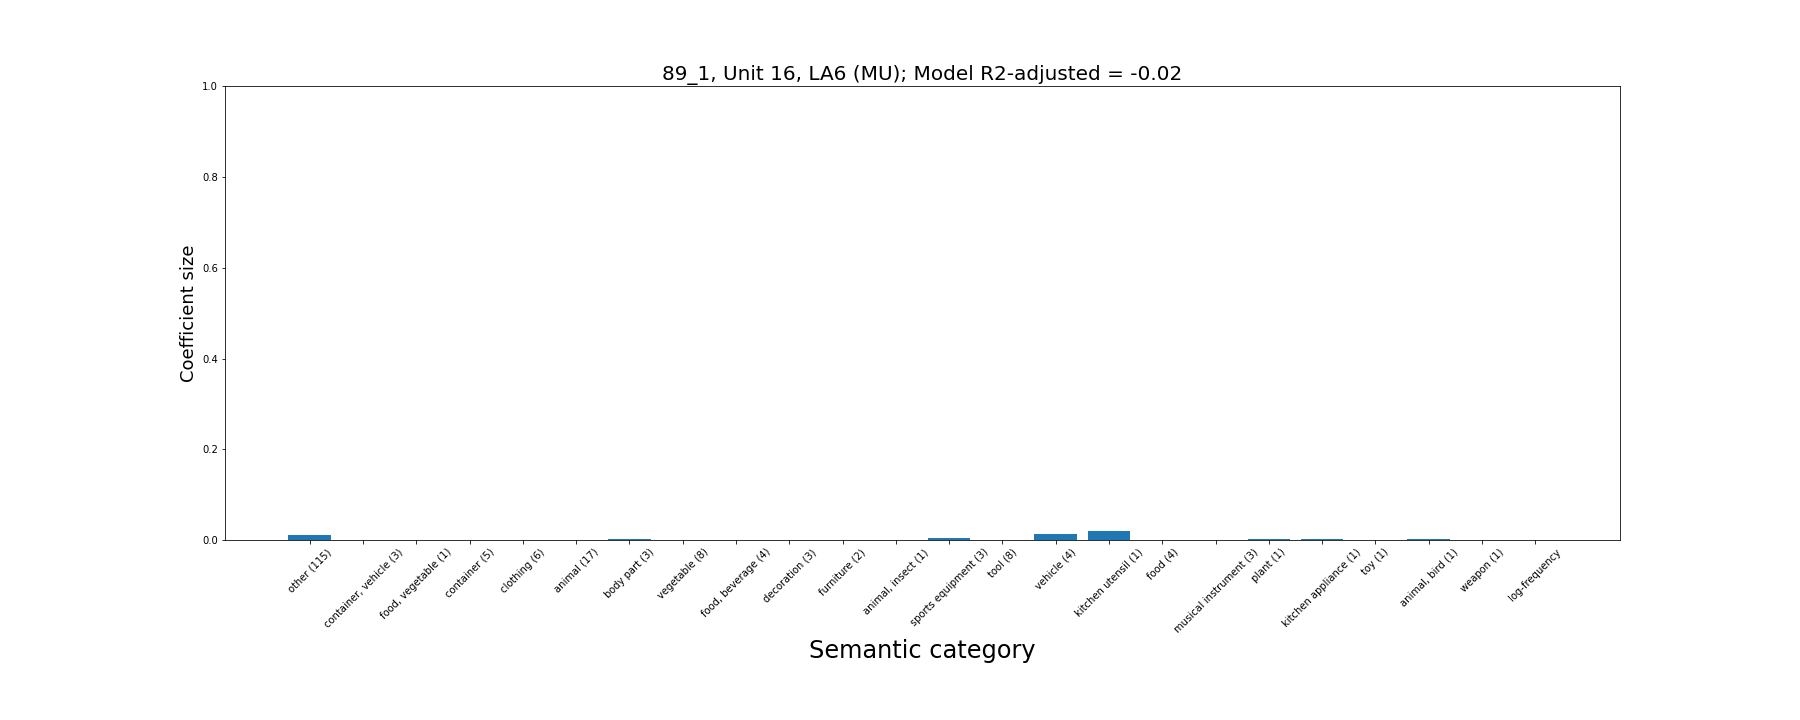 89_1, Unit 16, LA6 (MU); Model R2-adjusted = -0.02
Coefficient size
1.0
0.8
0.6
0.4
0.2
0.0
other (115)
container, vehicle (3)
food, vegetable (1)
container (5)
clothing (6)
animal (17)
body part (3)
vegetable (8)
food, beverage (4)
decoration (3)
furniture (2)
animal, insect (1)
sports equipment (3)
tool (8)
vehicle (4)
kitchen utensil (1)
food (4)
musical instrument (3)
plant (1)
kitchen appliance (1)
toy (1)
animal, bird (1)
weapon (1)
log-frequency
Semantic category